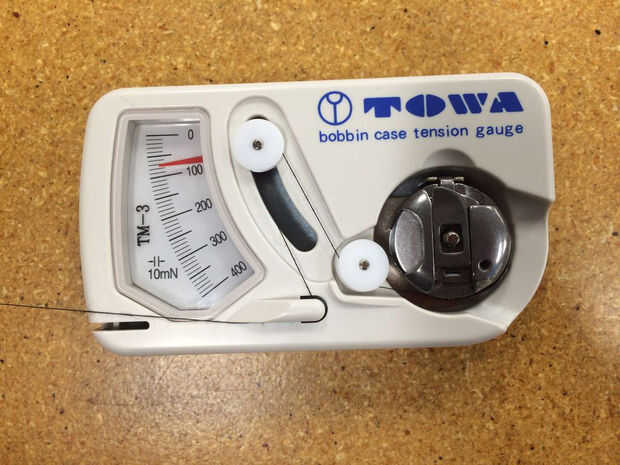 TOWA
bobbin case tension gauge
0
100
200
300
400
TM-3
⊣⊢
10mN